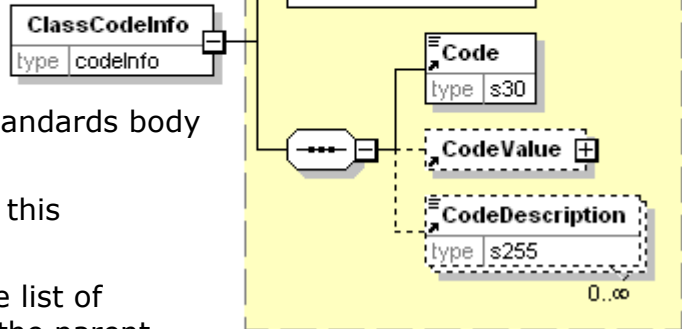 ClassCodeInfo
type codeInfo
andards body
this
e list of
the parent
Code
type s30
CodeValue
CodeDescription
type s255
0..∞